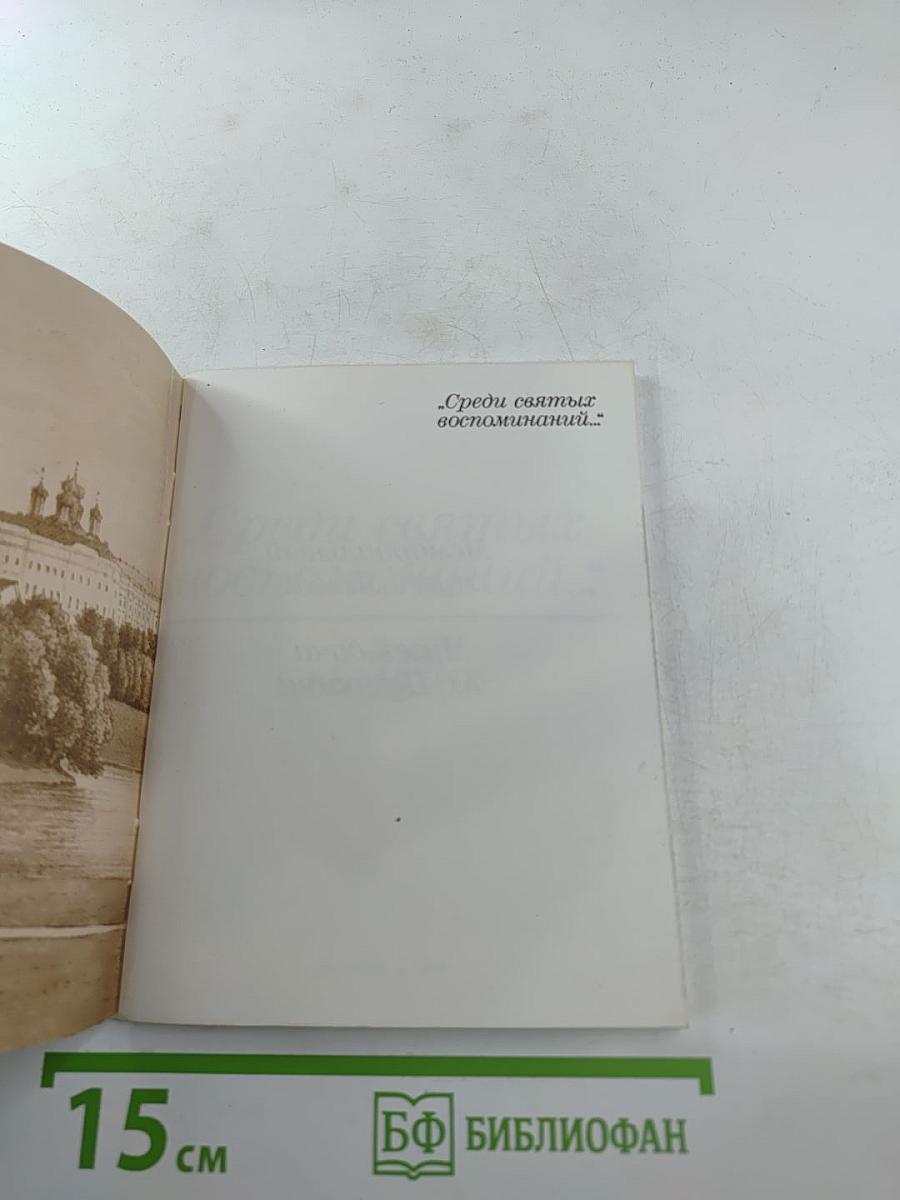 „Среди святых
воспоминаний...“
15 см
БФ БИБЛИОФАН